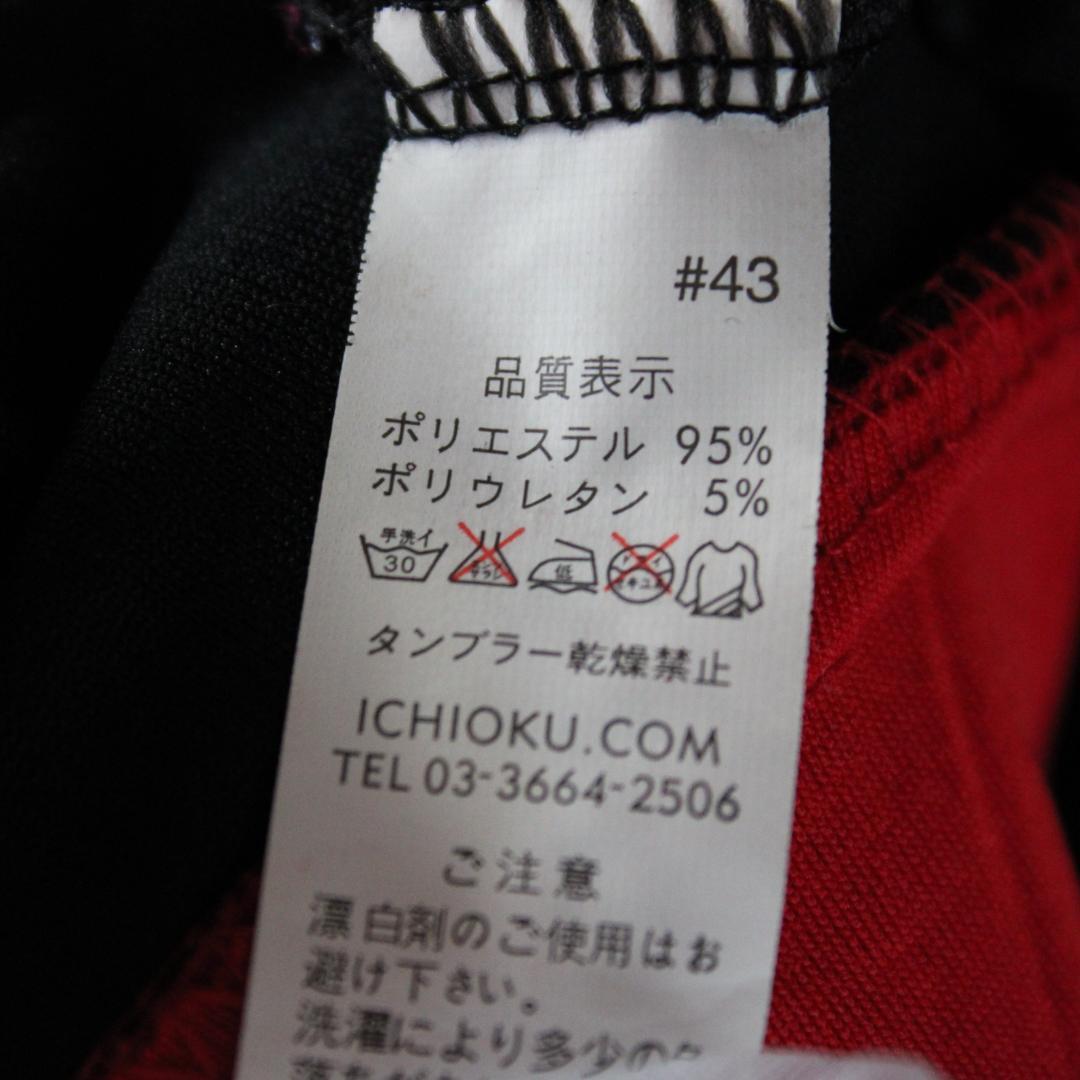 #43
品質表示
ポリエステル 95%
ポリウレタン 5%
手洗イ 30 低
タンブラー乾燥禁止
ICHIOKU.COM
TEL 03-3664-2506
ご注意
漂白剤のご使用はお
避け下さい。
洗濯により多少の